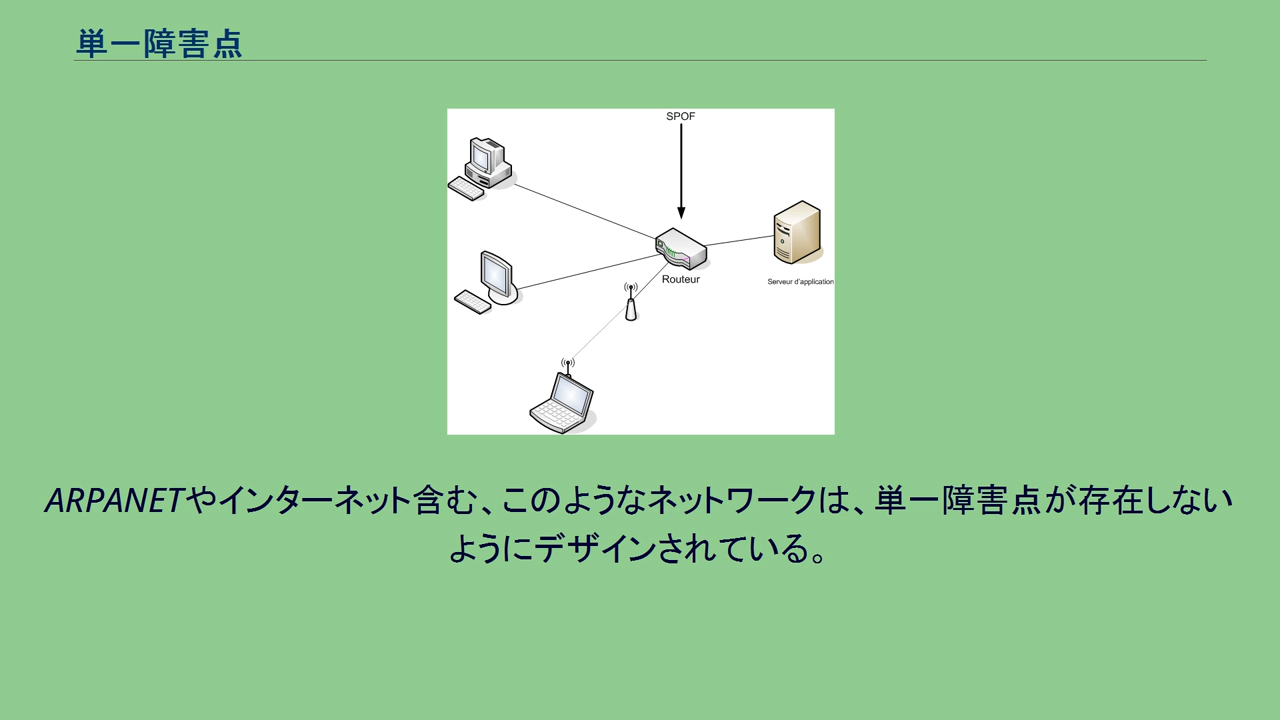 単一障害点
SPOF
Routeur
Serveur d'application
ARPANETやインターネット含む、このようなネットワークは、単一障害点が存在しない
ようにデザインされている。